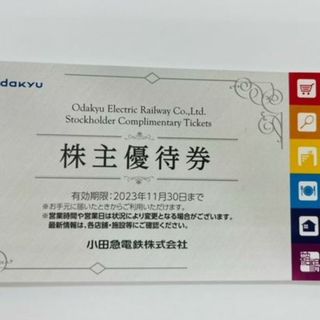 odakyu
Odakyu Electric Railway Co.,Ltd.
Stockholder Complimentary Tickets
株主優待券
有効期限：2023年11月30日まで
※お手元に届いたときからご利用いただけます。
※営業時間や営業日は状況により変更となる場合がございます。
最新情報は、各店舗・施設等にご確認ください。
小田急電鉄株式会社